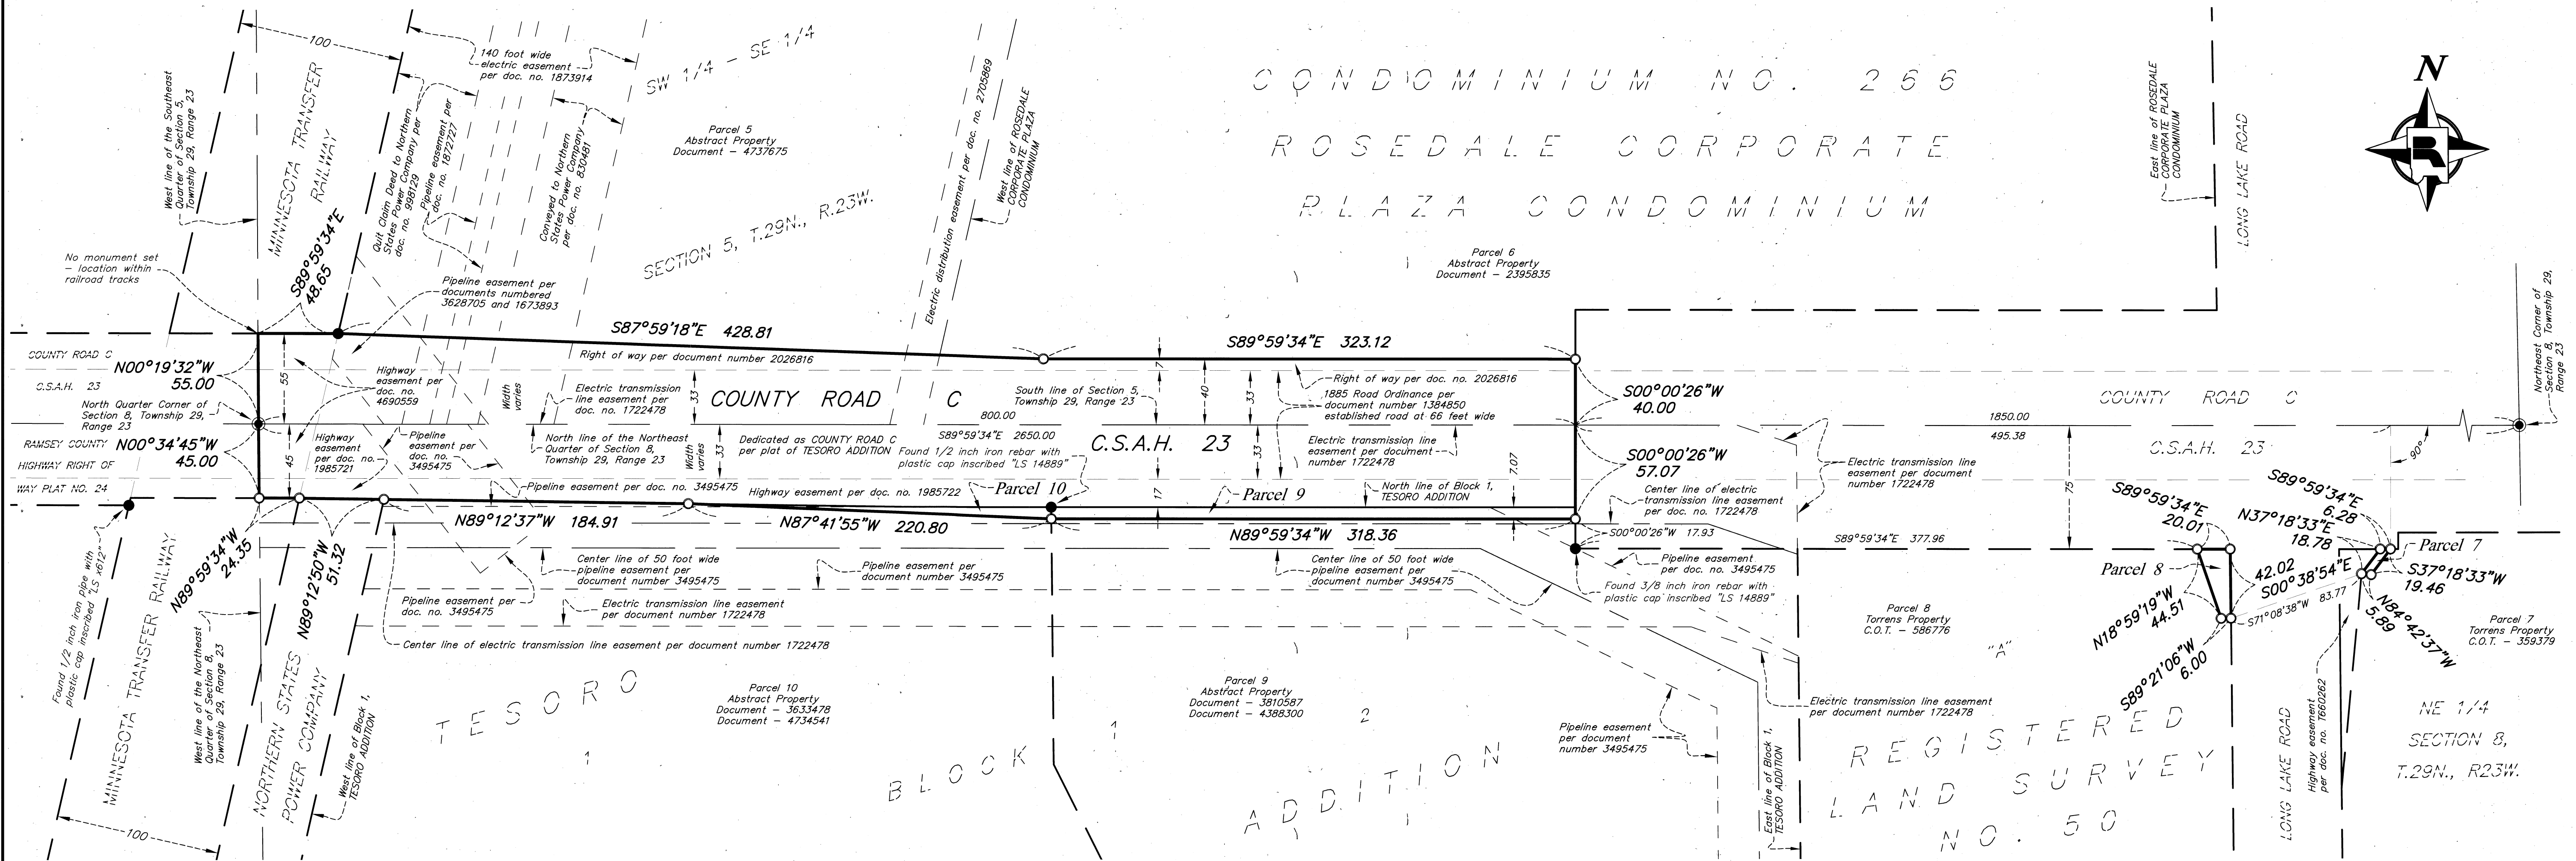 100
140 foot wide
electric easement
per doc. no. 1873914
SW 1/4 - SE 1/4
West line of the Southeast
Quarter of Section 5,
Township 29, Range 23
MINNESOTA TRANSFER
RAILWAY
Quit Claim Deed to Northern
States Power Company per
doc. no. 998129
Pipeline easement per
doc. no. 1872727
Conveyed to Northern
States Power Company
per doc. no. 830481
Parcel 5
Abstract Property
Document - 4737675
SECTION 5, T.29N., R.23W.
Electric distribution easement per doc. no. 2705869
West line of ROSEDALE
CORPORATE PLAZA
CONDOMINIUM
CONDOMINIUM NO. 266
ROSEDALE CORPORATE
PLAZA CONDOMINIUM
Parcel 6
Abstract Property
Document - 2395835
East line of ROSEDALE
CORPORATE PLAZA
CONDOMINIUM
LONG LAKE ROAD
N
R
Northeast Corner of
Section 8, Township 29,
Range 23
No monument set
- location within
railroad tracks
S89°59'34"E
48.65
Pipeline easement per
documents numbered
3628705 and 1673893
S87°59'18"E 428.81
Right of way per document number 2026816
S89°59'34"E 323.12
COUNTY ROAD C
C.S.A.H. 23
N00°19'32"W
55.00
55
North Quarter Corner of
Section 8, Township 29,
Range 23
Highway
easement per
doc. no.
4690559
Width
varies
Electric transmission
line easement per
doc. no. 1722478
33
COUNTY ROAD C
800.00
South line of Section 5,
Township 29, Range 23
7
40
33
Right of way per doc. no. 2026816
1885 Road Ordinance per
document number 1384850
established road at 66 feet wide
S00°00'26"W
40.00
COUNTY ROAD C
1850.00
495.38
C.S.A.H. 23
90°
RAMSEY COUNTY
HIGHWAY RIGHT OF
WAY PLAT NO. 24
N00°34'45"W
45.00
45
Highway
easement
per doc. no.
1985721
Pipeline
easement per
doc. no.
3495475
North line of the Northeast
Quarter of Section 8,
Township 29, Range 23
Width
varies
33
Dedicated as COUNTY ROAD C
per plat of TESORO ADDITION
S89°59'34"E 2650.00
Found 1/2 inch iron rebar with
plastic cap inscribed "LS 14889"
C.S.A.H. 23
33
Electric transmission line
easement per document
number 1722478
7.07
S00°00'26"W
57.07
Electric transmission line
easement per document
number 1722478
75
Pipeline easement per doc. no. 3495475
Highway easement per doc. no. 1985722
Parcel 10
17
Parcel 9
North line of Block 1,
TESORO ADDITION
Center line of electric
transmission line easement
per doc. no. 1722478
S89°59'34"E
20.01
S89°59'34"E
6.28
N37°18'33"E
18.78
Parcel 7
N89°59'34"W
24.35
N89°12'50"W
51.32
N89°12'37"W 184.91
N87°41'55"W 220.80
N89°59'34"W 318.36
S00°00'26"W 17.93
S89°59'34"E 377.96
Parcel 8
42.02
S00°38'54"E
S37°18'33"W
19.46
Found 1/2 inch iron pipe with
plastic cap inscribed "LS x612"
Center line of 50 foot wide
pipeline easement per
document number 3495475
Pipeline easement per
document number 3495475
Center line of 50 foot wide
pipeline easement per
document number 3495475
Pipeline easement
per doc. no. 3495475
Found 3/8 inch iron rebar with
plastic cap inscribed "LS 14889"
N18°59'19"W
44.51
S71°08'38"W 83.77
N84°42'37"W
5.89
S89°21'06"W
6.00
Pipeline easement per
doc. no. 3495475
Electric transmission line easement
per document number 1722478
Center line of electric transmission line easement per document number 1722478
Parcel 8
Torrens Property
C.O.T. - 586776
"A"
Parcel 7
Torrens Property
C.O.T. - 359379
MINNESOTA TRANSFER RAILWAY
100
West line of the Northeast
Quarter of Section 8,
Township 29, Range 23
NORTHERN STATES
POWER COMPANY
West line of Block 1,
TESORO ADDITION
TESORO
1
Parcel 10
Abstract Property
Document - 3633478
Document - 4734541
BLOCK 1
Parcel 9
Abstract Property
Document - 3810587
Document - 4388300
2
ADDITION
Pipeline easement
per document
number 3495475
East line of Block 1,
TESORO ADDITION
Electric transmission line easement
per document number 1722478
REGISTERED
LAND SURVEY
NO. 50
LONG LAKE ROAD
Highway easement
per doc. no. T660262
NE 1/4
SECTION 8,
T.29N., R23W.